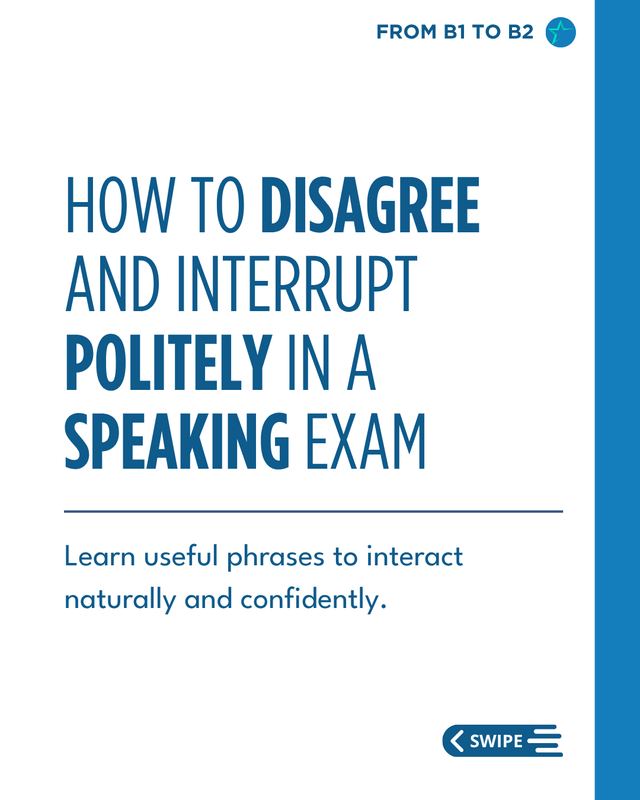 FROM B1 TO B2
HOW TO DISAGREE
AND INTERRUPT
POLITELY IN A
SPEAKING EXAM
Learn useful phrases to interact
naturally and confidently.
SWIPE